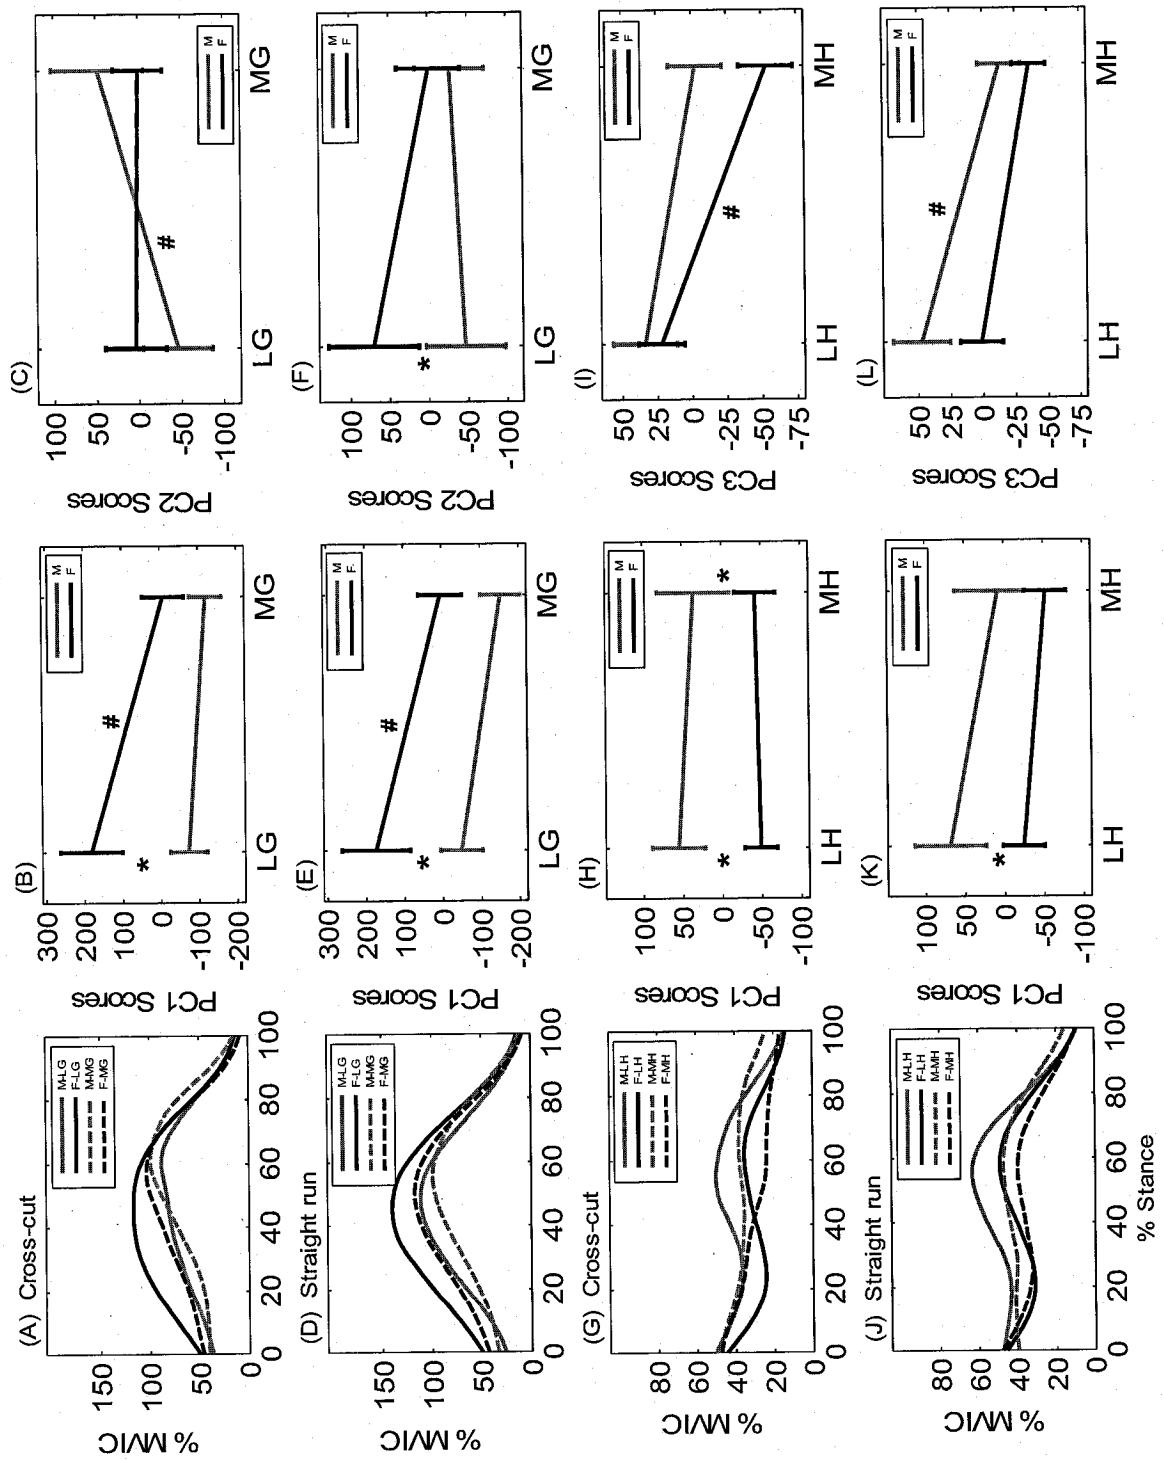 (A) Cross-cut
% MVIC
150
100
50
0
0
20
40
60
80
100
M-LG
F-LG
M-MG
F-MG
(B)
PC1 Scores
300
200
100
0
-100
-200
LG
MG
*
#
M
F
(C)
PC2 Scores
100
50
0
-50
-100
LG
MG
#
M
F
(D) Straight run
% MVIC
150
100
50
0
0
20
40
60
80
100
M-LG
F-LG
M-MG
F-MG
(E)
PC1 Scores
300
200
100
0
-100
-200
LG
MG
*
#
M
F
(F)
PC2 Scores
100
50
0
-50
-100
LG
MG
*
M
F
(G) Cross-cut
% MVIC
80
60
40
20
0
0
20
40
60
80
100
M-LH
F-LH
M-MH
F-MH
(H)
PC1 Scores
100
50
0
-50
-100
LH
MH
*
*
M
F
(I)
PC3 Scores
50
25
0
-25
-50
-75
LH
MH
#
M
F
(J) Straight run
% MVIC
80
60
40
20
0
0
20
40
60
80
100
% Stance
M-LH
F-LH
M-MH
F-MH
(K)
PC1 Scores
100
50
0
-50
-100
LH
MH
*
M
F
(L)
PC3 Scores
50
25
0
-25
-50
-75
LH
MH
#
M
F